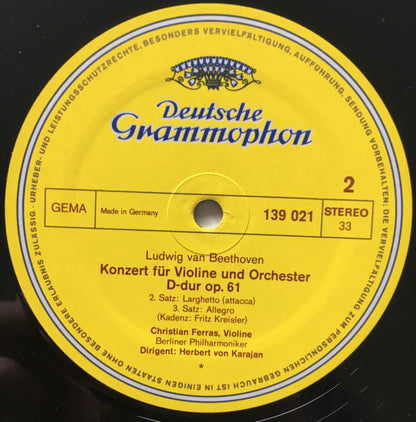 URHEBER- UND LEISTUNGSSCHUTZRECHTE, BESONDERS VERVIELFÄLTIGUNG, AUFFÜHRUNG, SENDUNG VORBEHALTEN. DIE VERVIELFÄLTIGUNG ZUM PERSÖNLICHEN GEBRAUCH IST IN EINIGEN STAATEN OHNE BESONDERE ERLAUBNIS ZULÄSSIG
Deutsche
Grammophon
2
GEMA Made in Germany 139 021 STEREO
33
Ludwig van Beethoven
Konzert für Violine und Orchester
D-dur op. 61
2. Satz: Larghetto (attacca)
3. Satz: Allegro
(Kadenz: Fritz Kreisler)
Christian Ferras, Violine
Berliner Philharmoniker
Dirigent: Herbert von Karajan
*